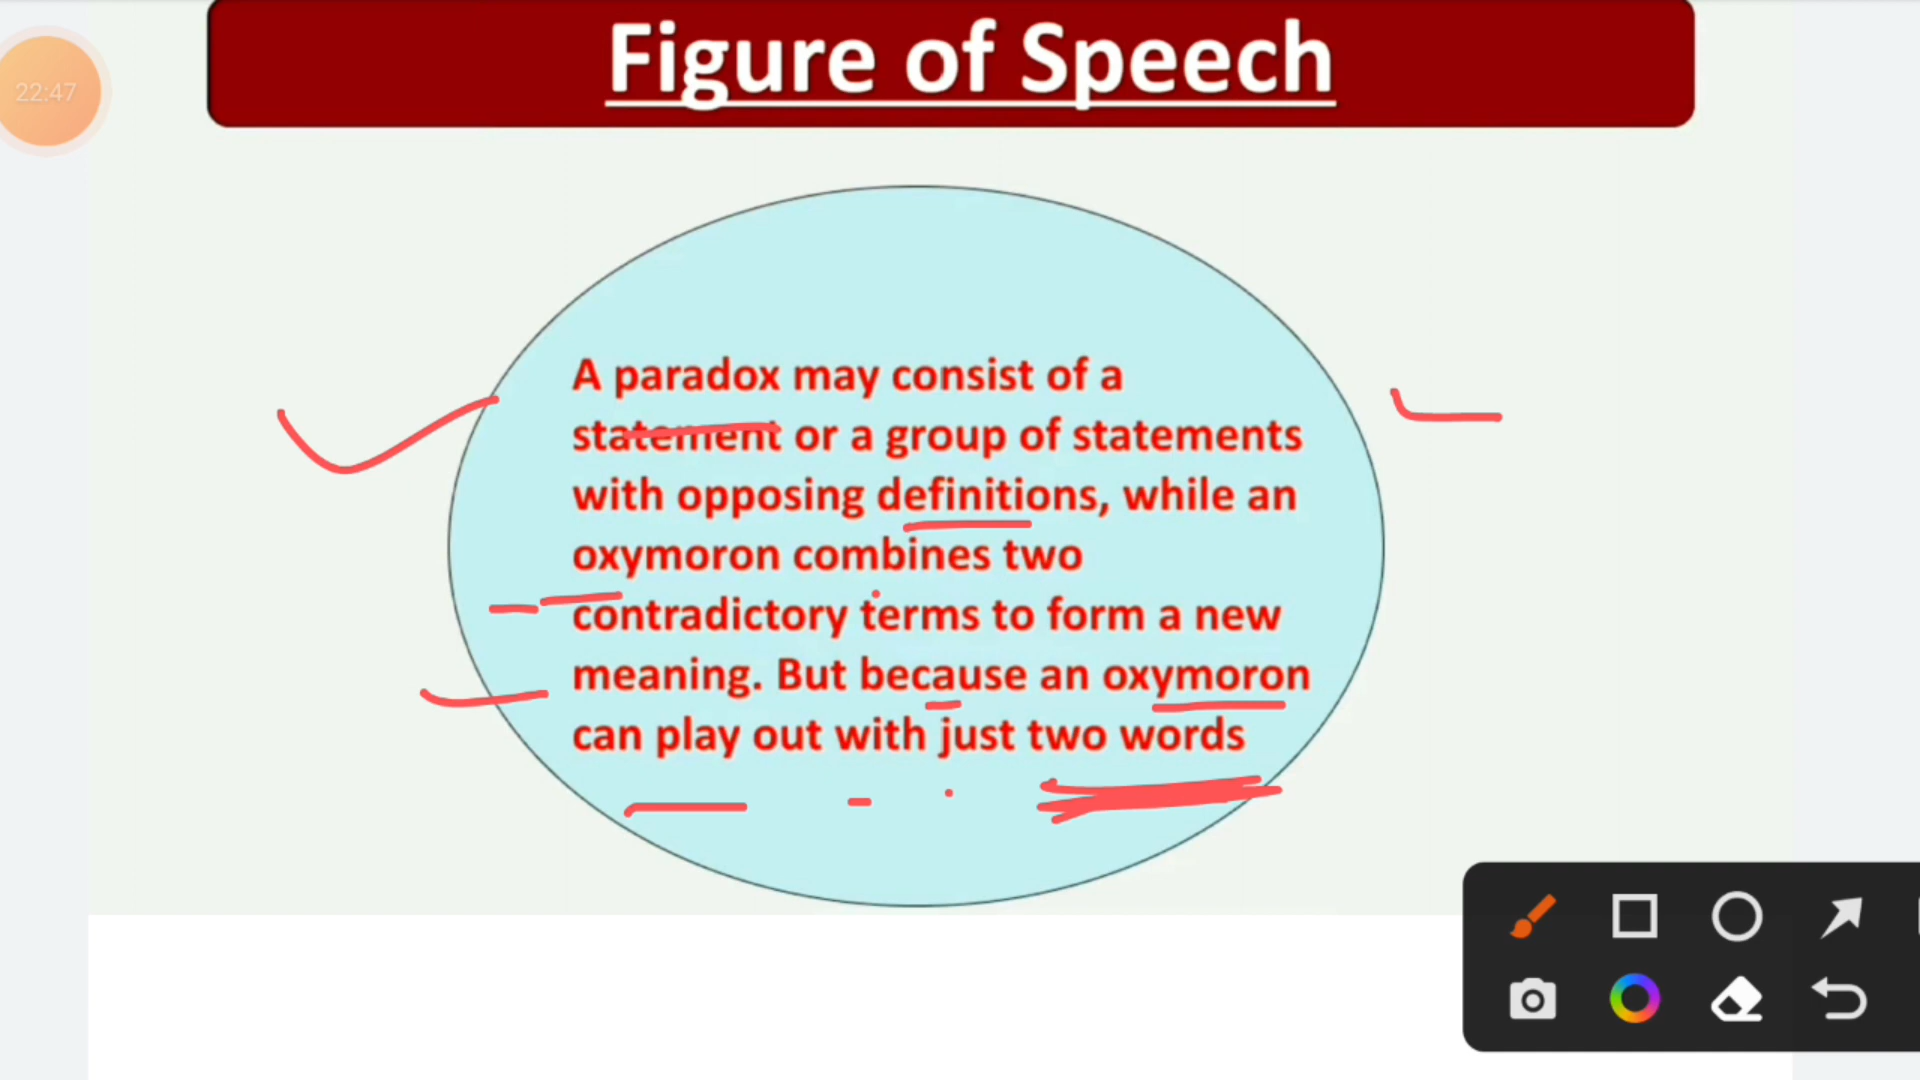 Figure of Speech
22:47
A paradox may consist of a
statement or a group of statements
with opposing definitions, while an
oxymoron combines two
contradictory terms to form a new
meaning. But because an oxymoron
can play out with just two words